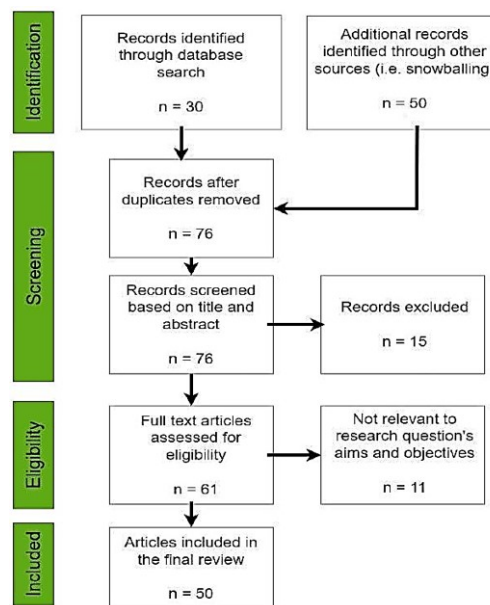 Identification
Records identified
through database
search
n = 30
Additional records
identified through other
sources (i.e. snowballing
n = 50
Screening
Records after
duplicates removed
n = 76
Records screened
based on title and
abstract
n = 76
Records excluded
n = 15
Eligibility
Full text articles
assessed for
eligibility
n = 61
Not relevant to
research question's
aims and objectives
n = 11
Included
Articles included in
the final review
n = 50